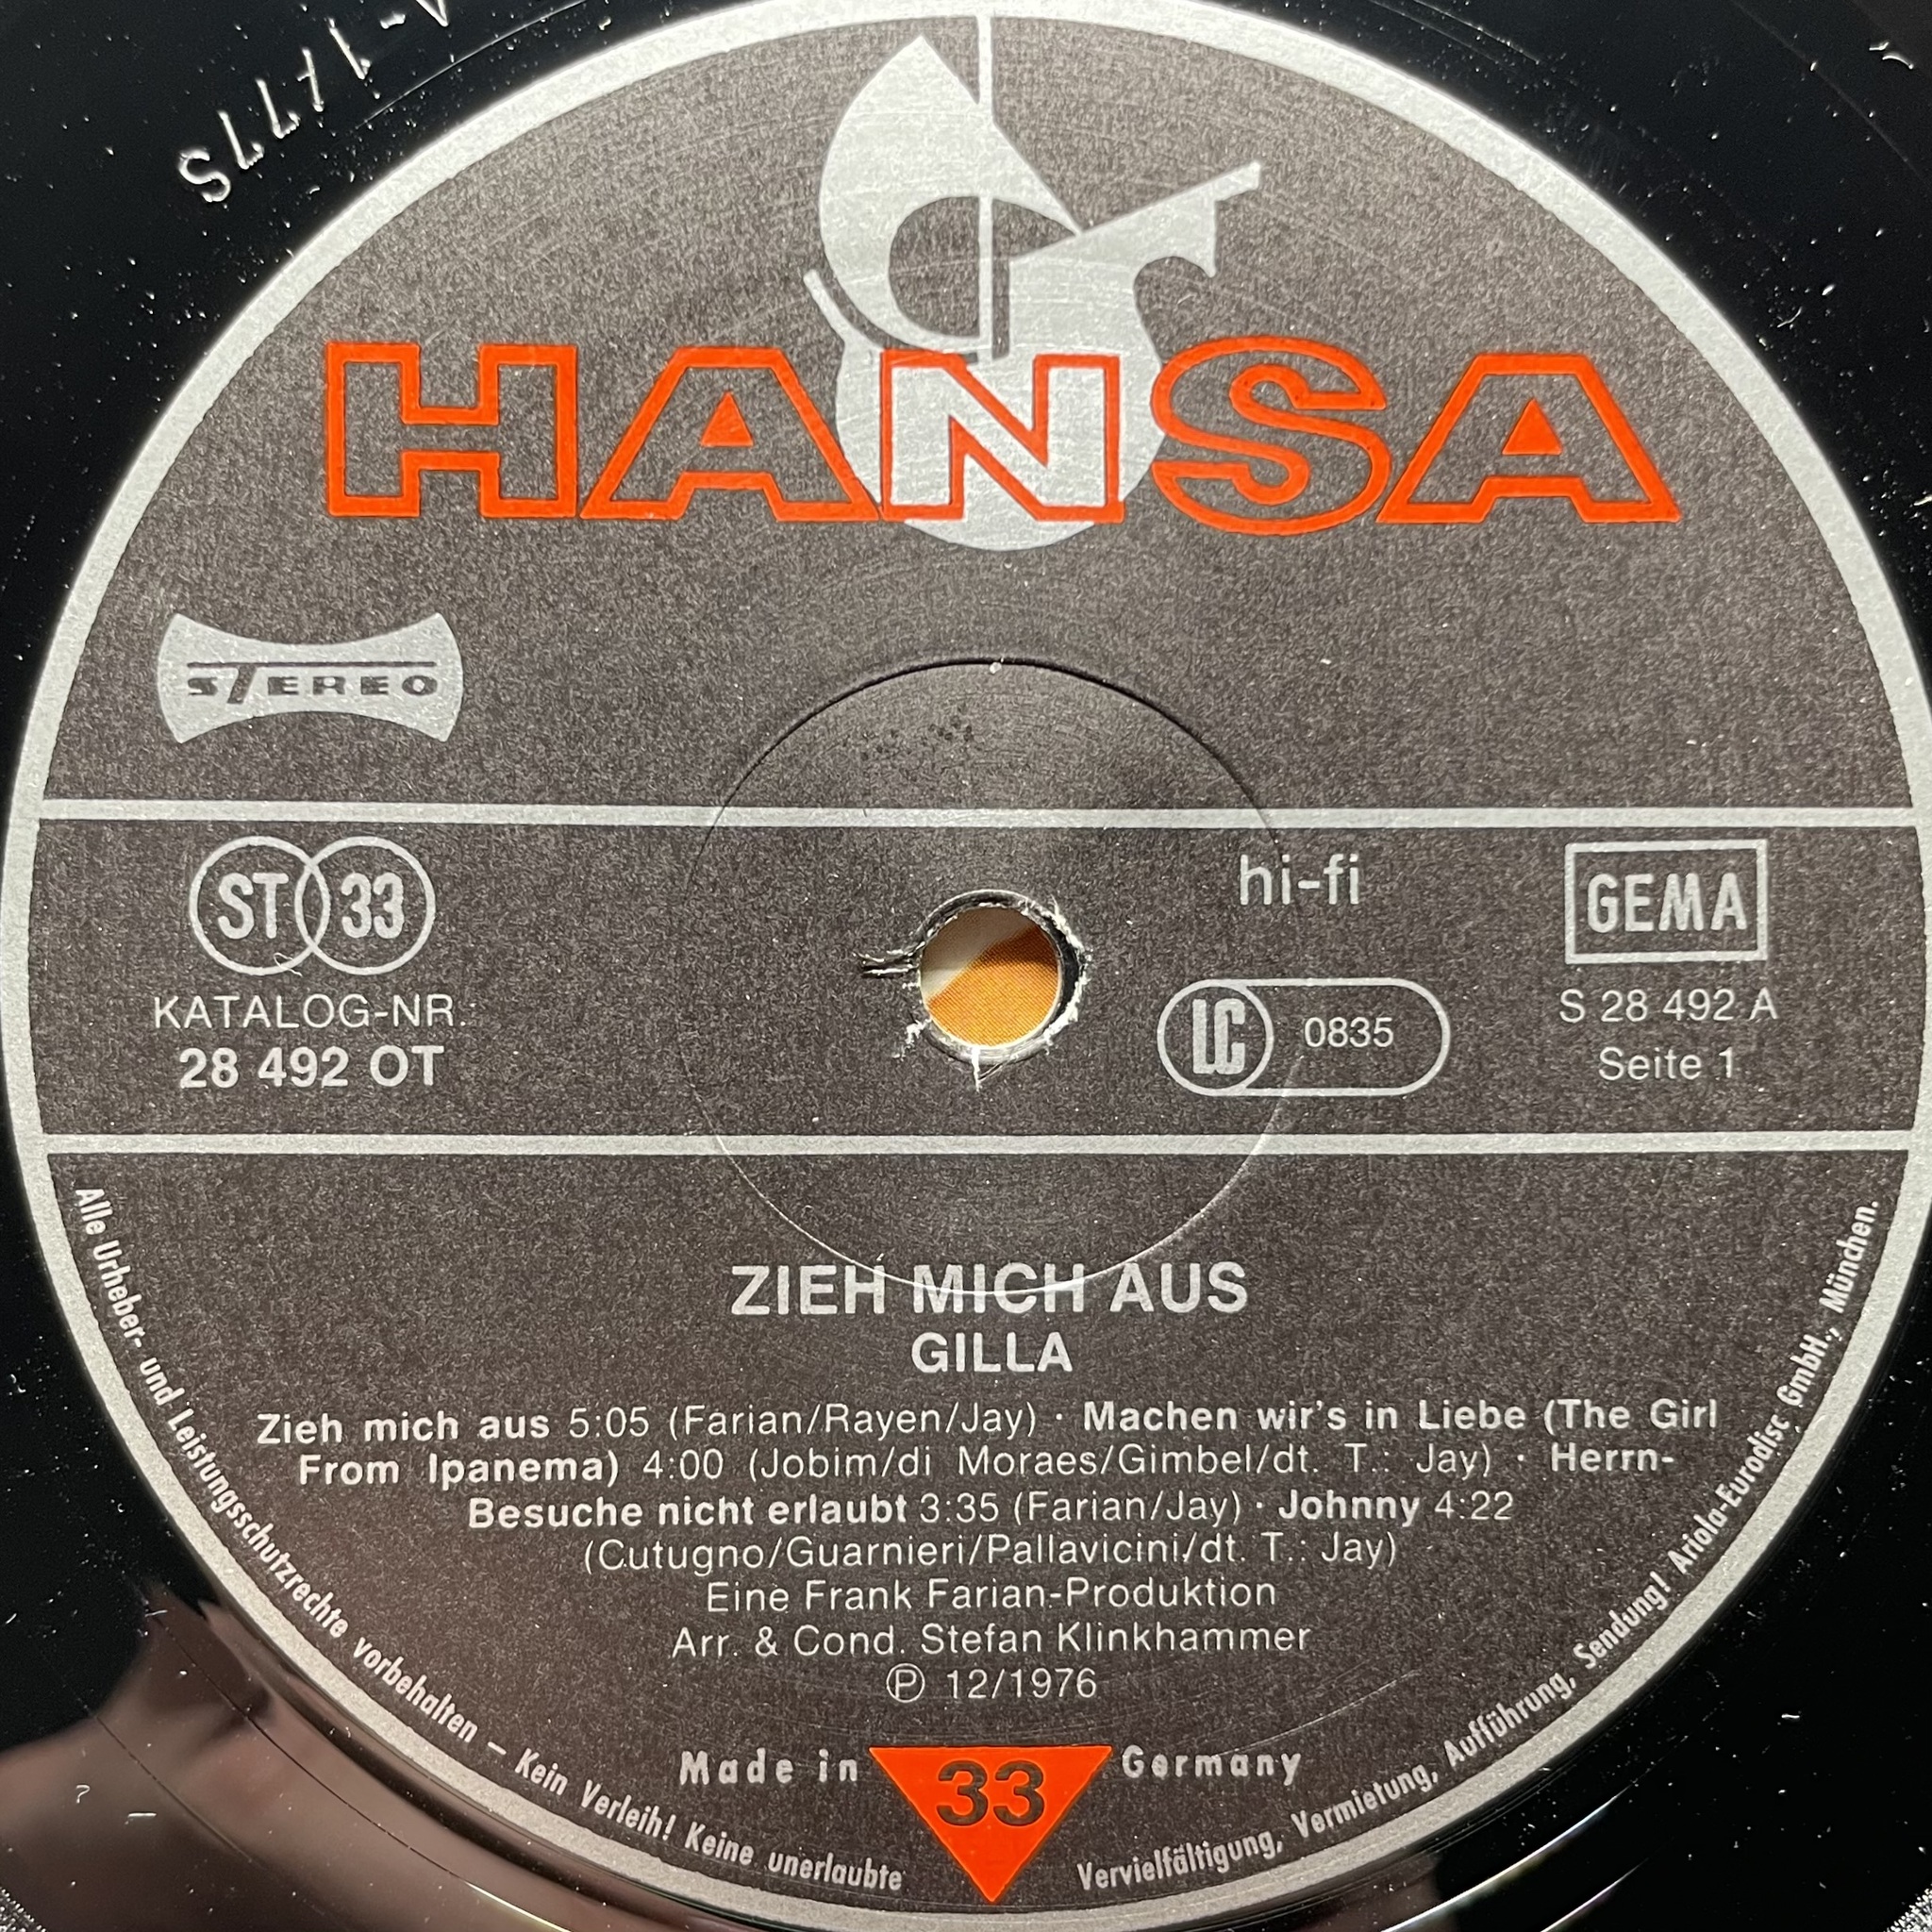 HANSA
STEREO
ST 33
KATALOG-NR.
28 492 OT
hi-fi
LC 0835
GEMA
S 28 492 A
Seite 1
ZIEH MICH AUS
GILLA
Zieh mich aus 5:05 (Farian/Rayen/Jay) · Machen wir's in Liebe (The Girl
From Ipanema) 4:00 (Jobim/di Moraes/Gimbel/dt. T.: Jay) · Herrn-
Besuche nicht erlaubt 3:35 (Farian/Jay) · Johnny 4:22
(Cutugno/Guarnieri/Pallavicini/dt. T.: Jay)
Eine Frank Farian-Produktion
Arr. & Cond. Stefan Klinkhammer
Ⓟ 12/1976
Made in 33 Germany
Alle Urheber- und Leistungsschutzrechte vorbehalten – Kein Verleih! Keine unerlaubte Vervielfältigung, Vermietung, Aufführung, Sendung! Ariola-Eurodisc GmbH., München.